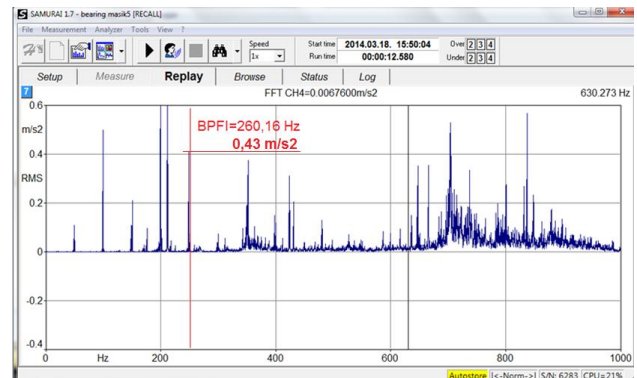 SAMURAI 1.7 - bearing masik5 [RECALL]
File Measurement Analyzer Tools View ?
Speed
1x
Start time 2014.03.18. 15:50:04
Run time 00:00:12.580
Over 2 3 4
Under 2 3 4
Setup Measure Replay Browse Status Log
7 FFT CH4=0.0067600m/s2 630.273 Hz
0.6
m/s2
BPFI=260,16 Hz
0,43 m/s2
0.4
RMS
0.2
0
-0.2
-0.4
0 Hz 200 400 600 800 1000
Autostore |<-Norm->| S/N: 6283 CPU=21%